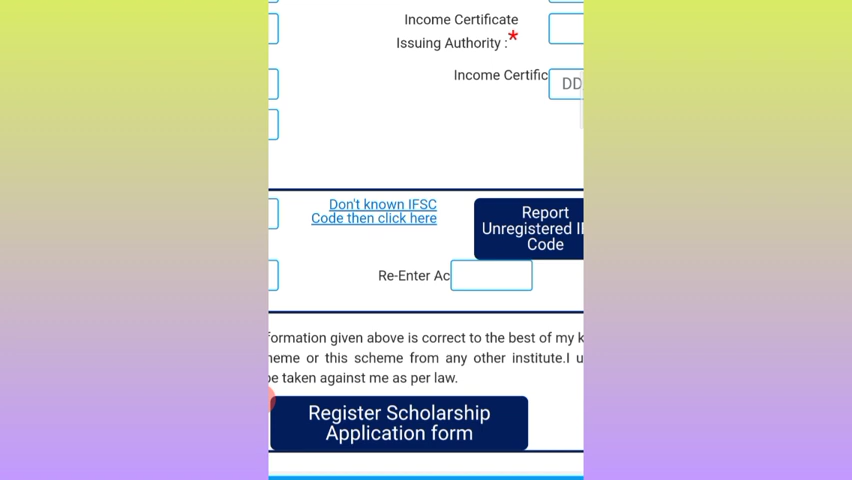 Income Certificate
Issuing Authority :*
Income Certific
DD
Don't known IFSC
Code then click here
Report
Unregistered I
Code
Re-Enter Ac
formation given above is correct to the best of my k
heme or this scheme from any other institute.I u
be taken against me as per law.
Register Scholarship
Application form